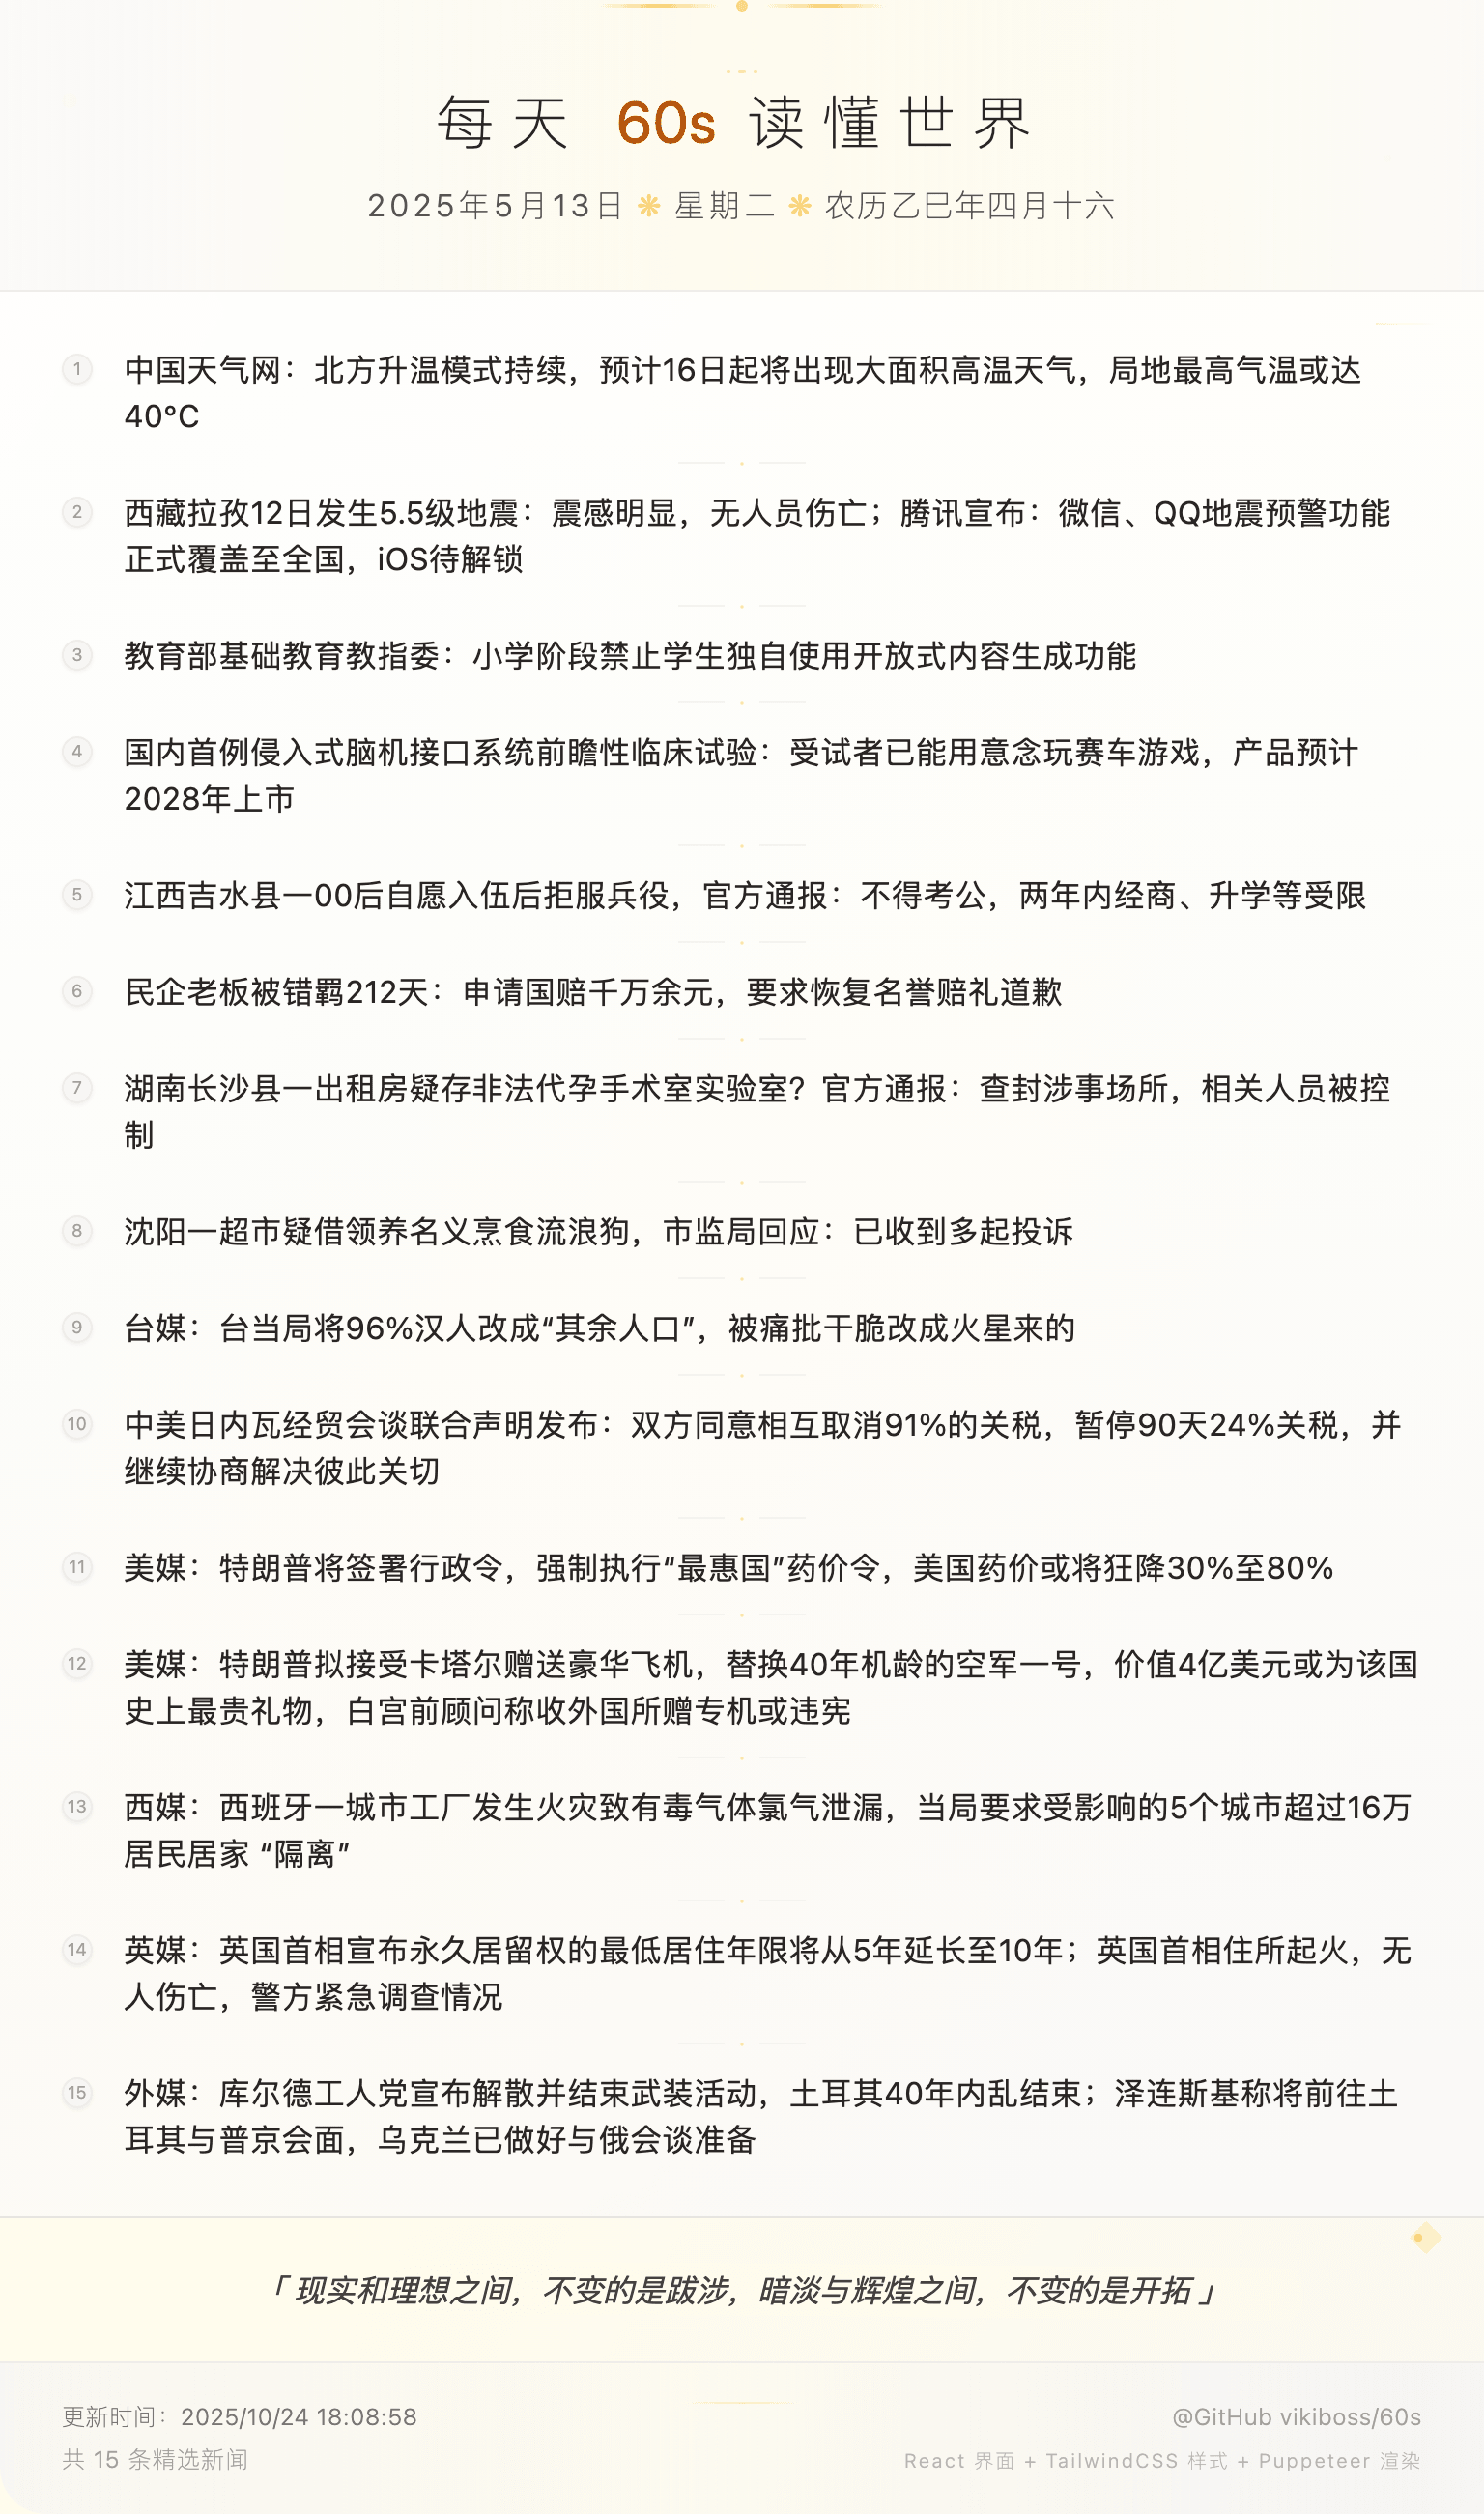 每天 60s 读懂世界
2025年5月13日 ❋ 星期二 ❋ 农历乙巳年四月十六
1 中国天气网：北方升温模式持续，预计16日起将出现大面积高温天气，局地最高气温或达
40°C
2 西藏拉孜12日发生5.5级地震：震感明显，无人员伤亡；腾讯宣布：微信、QQ地震预警功能
正式覆盖至全国，iOS待解锁
3 教育部基础教育教指委：小学阶段禁止学生独自使用开放式内容生成功能
4 国内首例侵入式脑机接口系统前瞻性临床试验：受试者已能用意念玩赛车游戏，产品预计
2028年上市
5 江西吉水县一00后自愿入伍后拒服兵役，官方通报：不得考公，两年内经商、升学等受限
6 民企老板被错羁212天：申请国赔千万余元，要求恢复名誉赔礼道歉
7 湖南长沙县一出租房疑存非法代孕手术室实验室？官方通报：查封涉事场所，相关人员被控
制
8 沈阳一超市疑借领养名义烹食流浪狗，市监局回应：已收到多起投诉
9 台媒：台当局将96%汉人改成“其余人口”，被痛批干脆改成火星来的
10 中美日内瓦经贸会谈联合声明发布：双方同意相互取消91%的关税，暂停90天24%关税，并
继续协商解决彼此关切
11 美媒：特朗普将签署行政令，强制执行“最惠国”药价令，美国药价或将狂降30%至80%
12 美媒：特朗普拟接受卡塔尔赠送豪华飞机，替换40年机龄的空军一号，价值4亿美元或为该国
史上最贵礼物，白宫前顾问称收外国所赠专机或违宪
13 西媒：西班牙一城市工厂发生火灾致有毒气体氯气泄漏，当局要求受影响的5个城市超过16万
居民居家 “隔离”
14 英媒：英国首相宣布永久居留权的最低居住年限将从5年延长至10年；英国首相住所起火，无
人伤亡，警方紧急调查情况
15 外媒：库尔德工人党宣布解散并结束武装活动，土耳其40年内乱结束；泽连斯基称将前往土
耳其与普京会面，乌克兰已做好与俄会谈准备
「 现实和理想之间，不变的是跋涉，暗淡与辉煌之间，不变的是开拓 」
更新时间：2025/10/24 18:08:58
@GitHub vikiboss/60s
共 15 条精选新闻
React 界面 + TailwindCSS 样式 + Puppeteer 渲染